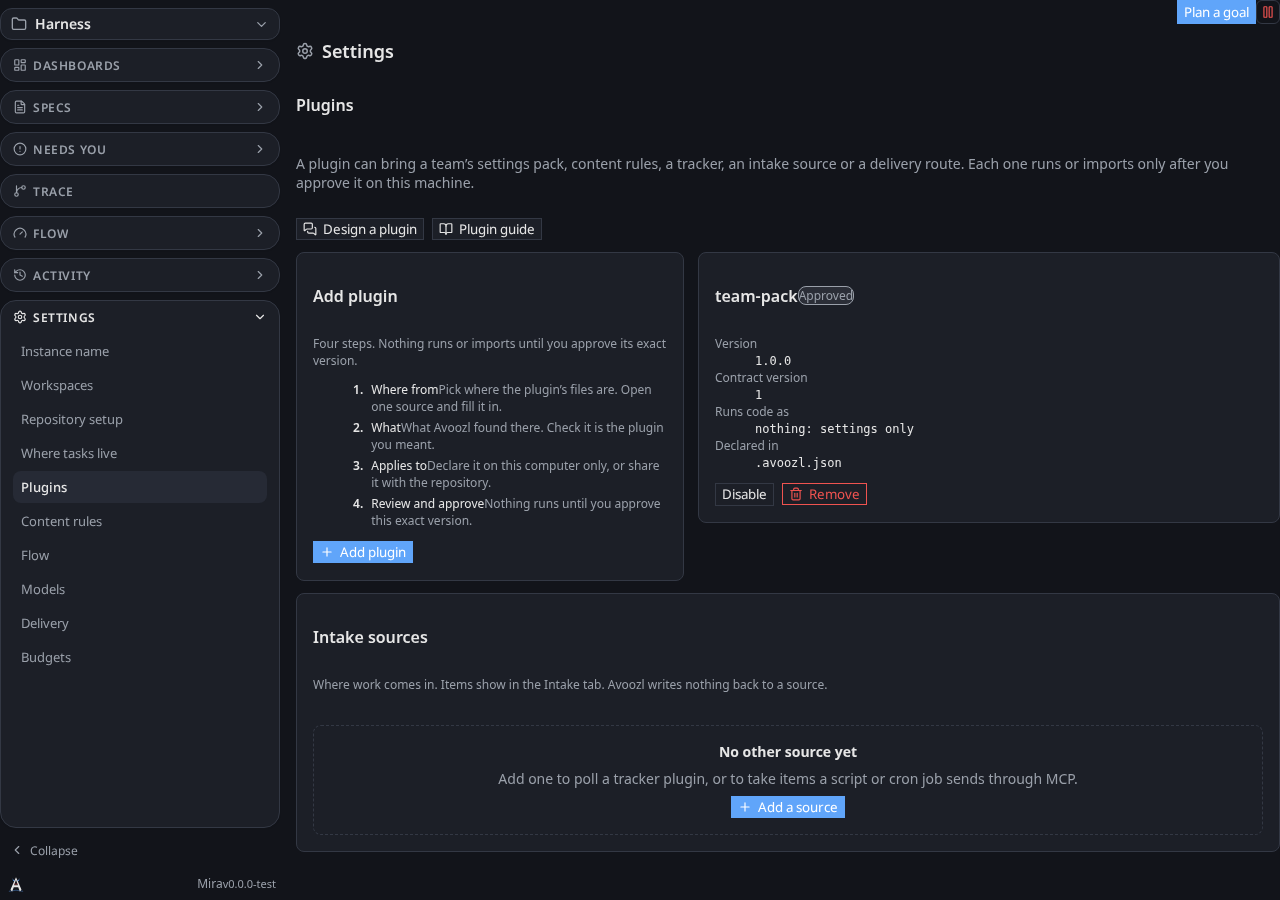 Harness
DASHBOARDS
SPECS
NEEDS YOU
TRACE
FLOW
ACTIVITY
SETTINGS
Instance name
Workspaces
Repository setup
Where tasks live
Plugins
Content rules
Flow
Models
Delivery
Budgets
Collapse
Mirav0.0.0-test
Plan a goal
Settings
Plugins
A plugin can bring a team’s settings pack, content rules, a tracker, an intake source or a delivery route. Each one runs or imports only after you
approve it on this machine.
Design a plugin
Plugin guide
Add plugin
Four steps. Nothing runs or imports until you approve its exact
version.
1. Where fromPick where the plugin’s files are. Open
one source and fill it in.
2. WhatWhat Avoozl found there. Check it is the plugin
you meant.
3. Applies toDeclare it on this computer only, or share
it with the repository.
4. Review and approveNothing runs until you approve
this exact version.
Add plugin
team-packApproved
Version
1.0.0
Contract version
1
Runs code as
nothing: settings only
Declared in
.avoozl.json
Disable
Remove
Intake sources
Where work comes in. Items show in the Intake tab. Avoozl writes nothing back to a source.
No other source yet
Add one to poll a tracker plugin, or to take items a script or cron job sends through MCP.
Add a source